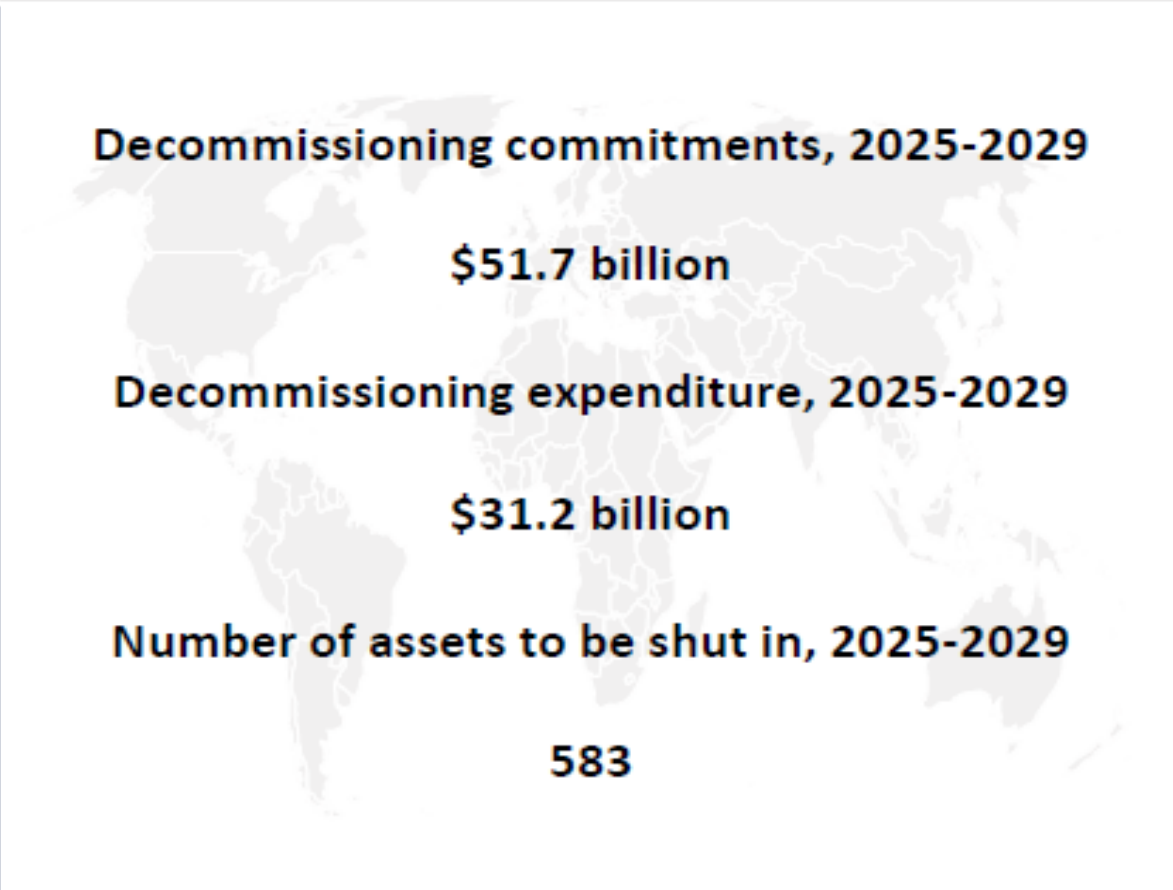 Decommissioning commitments, 2025-2029
$51.7 billion
Decommissioning expenditure, 2025-2029
$31.2 billion
Number of assets to be shut in, 2025-2029
583